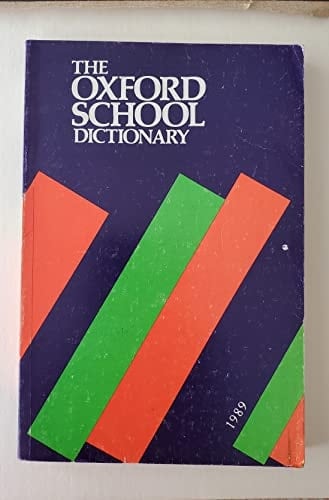 THE
OXFORD
SCHOOL
DICTIONARY
1989